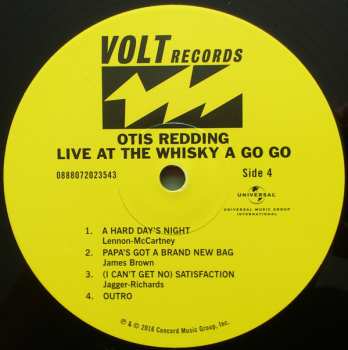 VOLT RECORDS
OTIS REDDING
LIVE AT THE WHISKY A GO GO
0888072023543
Side 4
UNIVERSAL
UNIVERSAL MUSIC GROUP
INTERNATIONAL
1. A HARD DAY'S NIGHT
Lennon-McCartney
2. PAPA'S GOT A BRAND NEW BAG
James Brown
3. (I CAN'T GET NO) SATISFACTION
Jagger-Richards
4. OUTRO
℗ & © 2016 Concord Music Group, Inc.